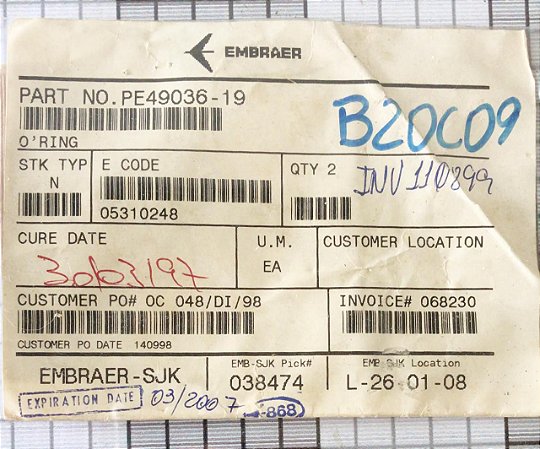 EMBRAER
PART NO. PE49036-19
B20C09
O'RING
STK TYP
N
E CODE
05310248
QTY 2
INV 110899
CURE DATE
30/03/97
U.M.
EA
CUSTOMER LOCATION
CUSTOMER PO# OC 048/DI/98
INVOICE# 068230
CUSTOMER PO DATE 140998
EMBRAER-SJK
EMB-SJK Pick#
038474
EMB-SJK Location
L-26-01-08
EXPIRATION DATE 03/2007
-868